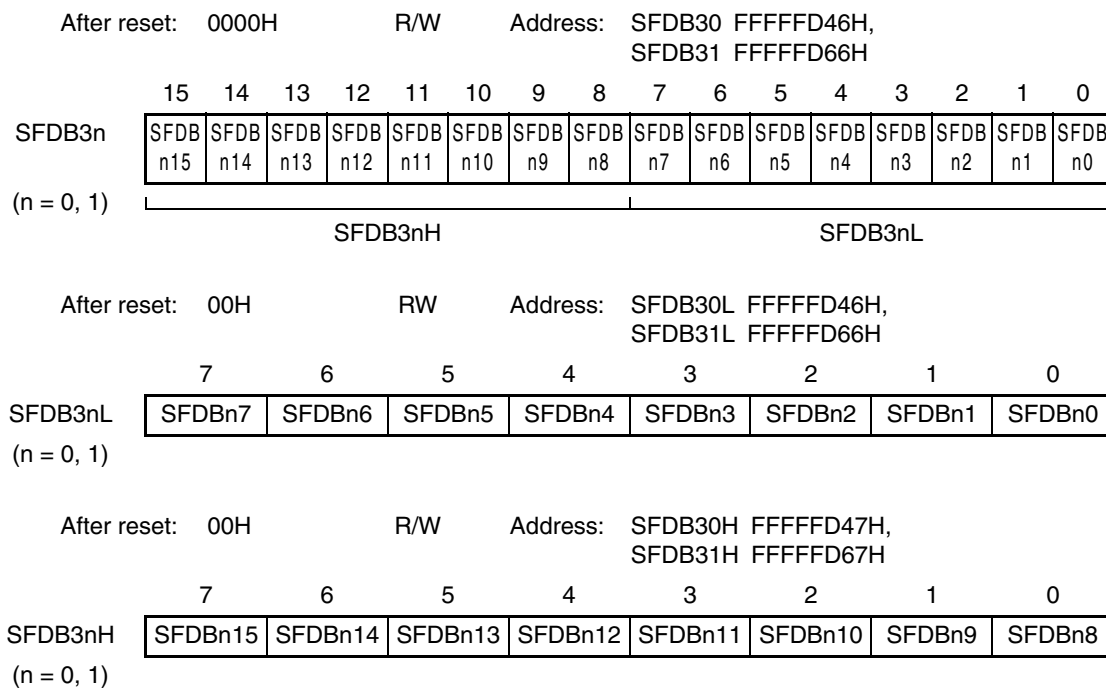 After reset: 0000H R/W Address: SFDB30 FFFFFD46H,
SFDB31 FFFFFD66H
15 14 13 12 11 10 9 8 7 6 5 4 3 2 1 0
SFDB3n SFDB SFDB SFDB SFDB SFDB SFDB SFDB SFDB SFDB SFDB SFDB SFDB SFDB SFDB SFDB SFDB
n15 n14 n13 n12 n11 n10 n9 n8 n7 n6 n5 n4 n3 n2 n1 n0
(n = 0, 1)
SFDB3nH SFDB3nL
After reset: 00H RW Address: SFDB30L FFFFFD46H,
SFDB31L FFFFFD66H
7 6 5 4 3 2 1 0
SFDB3nL SFDBn7 SFDBn6 SFDBn5 SFDBn4 SFDBn3 SFDBn2 SFDBn1 SFDBn0
(n = 0, 1)
After reset: 00H R/W Address: SFDB30H FFFFFD47H,
SFDB31H FFFFFD67H
7 6 5 4 3 2 1 0
SFDB3nH SFDBn15 SFDBn14 SFDBn13 SFDBn12 SFDBn11 SFDBn10 SFDBn9 SFDBn8
(n = 0, 1)